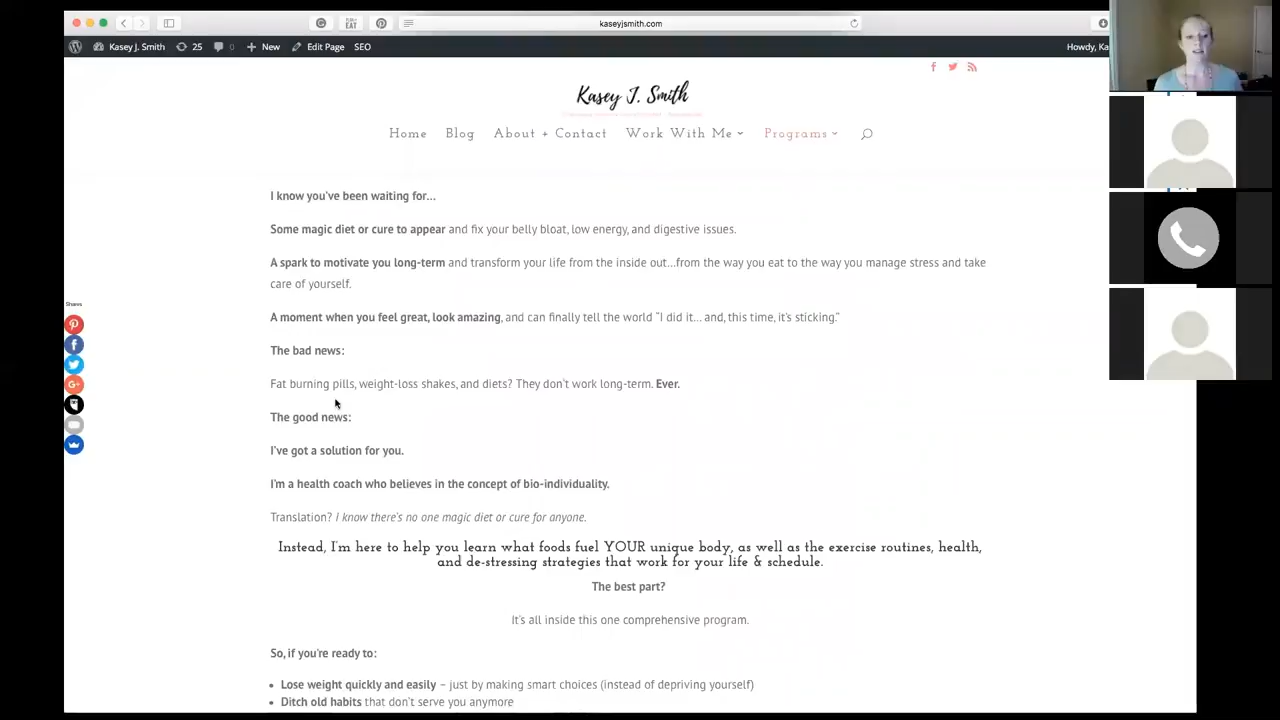 kaseyjsmith.com
Kasey J. Smith 25 0 New Edit Page SEO Howdy, Ka
Kasey J. Smith
Home Blog About + Contact Work With Me Programs
I know you've been waiting for…
Some magic diet or cure to appear and fix your belly bloat, low energy, and digestive issues.
A spark to motivate you long-term and transform your life from the inside out…from the way you eat to the way you manage stress and take
care of yourself.
Shares
A moment when you feel great, look amazing, and can finally tell the world “I did it… and, this time, it's sticking.”
The bad news:
Fat burning pills, weight-loss shakes, and diets? They don't work long-term. Ever.
The good news:
I've got a solution for you.
I'm a health coach who believes in the concept of bio-individuality.
Translation? I know there's no one magic diet or cure for anyone.
Instead, I'm here to help you learn what foods fuel YOUR unique body, as well as the exercise routines, health,
and de-stressing strategies that work for your life & schedule.
The best part?
It's all inside this one comprehensive program.
So, if you're ready to:
• Lose weight quickly and easily – just by making smart choices (instead of depriving yourself)
• Ditch old habits that don't serve you anymore